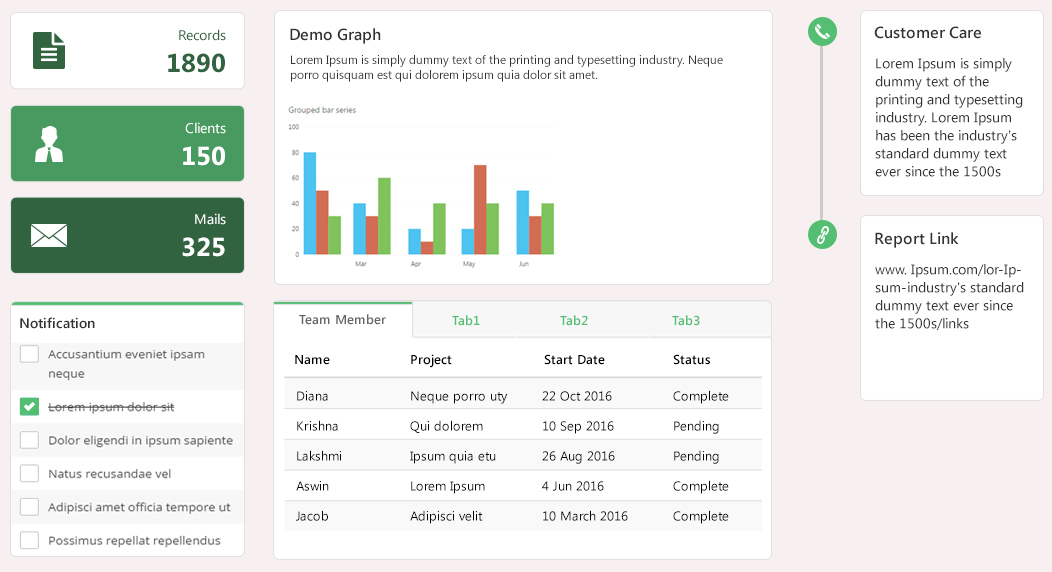 Records
1890
Clients
150
Mails
325
Notification
Accusantium eveniet ipsam
neque
Lorem ipsum dolor sit
Dolor eligendi in ipsum sapiente
Natus recusandae vel
Adipisci amet officia tempore ut
Possimus repellat repellendus
Demo Graph
Lorem Ipsum is simply dummy text of the printing and typesetting industry. Neque
porro quisquam est qui dolorem ipsum quia dolor sit amet.
Grouped bar series
100
80
60
40
20
0
Mar Apr May Jun
Team Member Tab1 Tab2 Tab3
Name Project Start Date Status
Diana Neque porro uty 22 Oct 2016 Complete
Krishna Qui dolorem 10 Sep 2016 Pending
Lakshmi Ipsum quia etu 26 Aug 2016 Pending
Aswin Lorem Ipsum 4 Jun 2016 Complete
Jacob Adipisci velit 10 March 2016 Complete
Customer Care
Lorem Ipsum is simply
dummy text of the
printing and typesetting
industry. Lorem Ipsum
has been the industry's
standard dummy text
ever since the 1500s
Report Link
www. Ipsum.com/lor-Ip-
sum-industry's standard
dummy text ever since
the 1500s/links